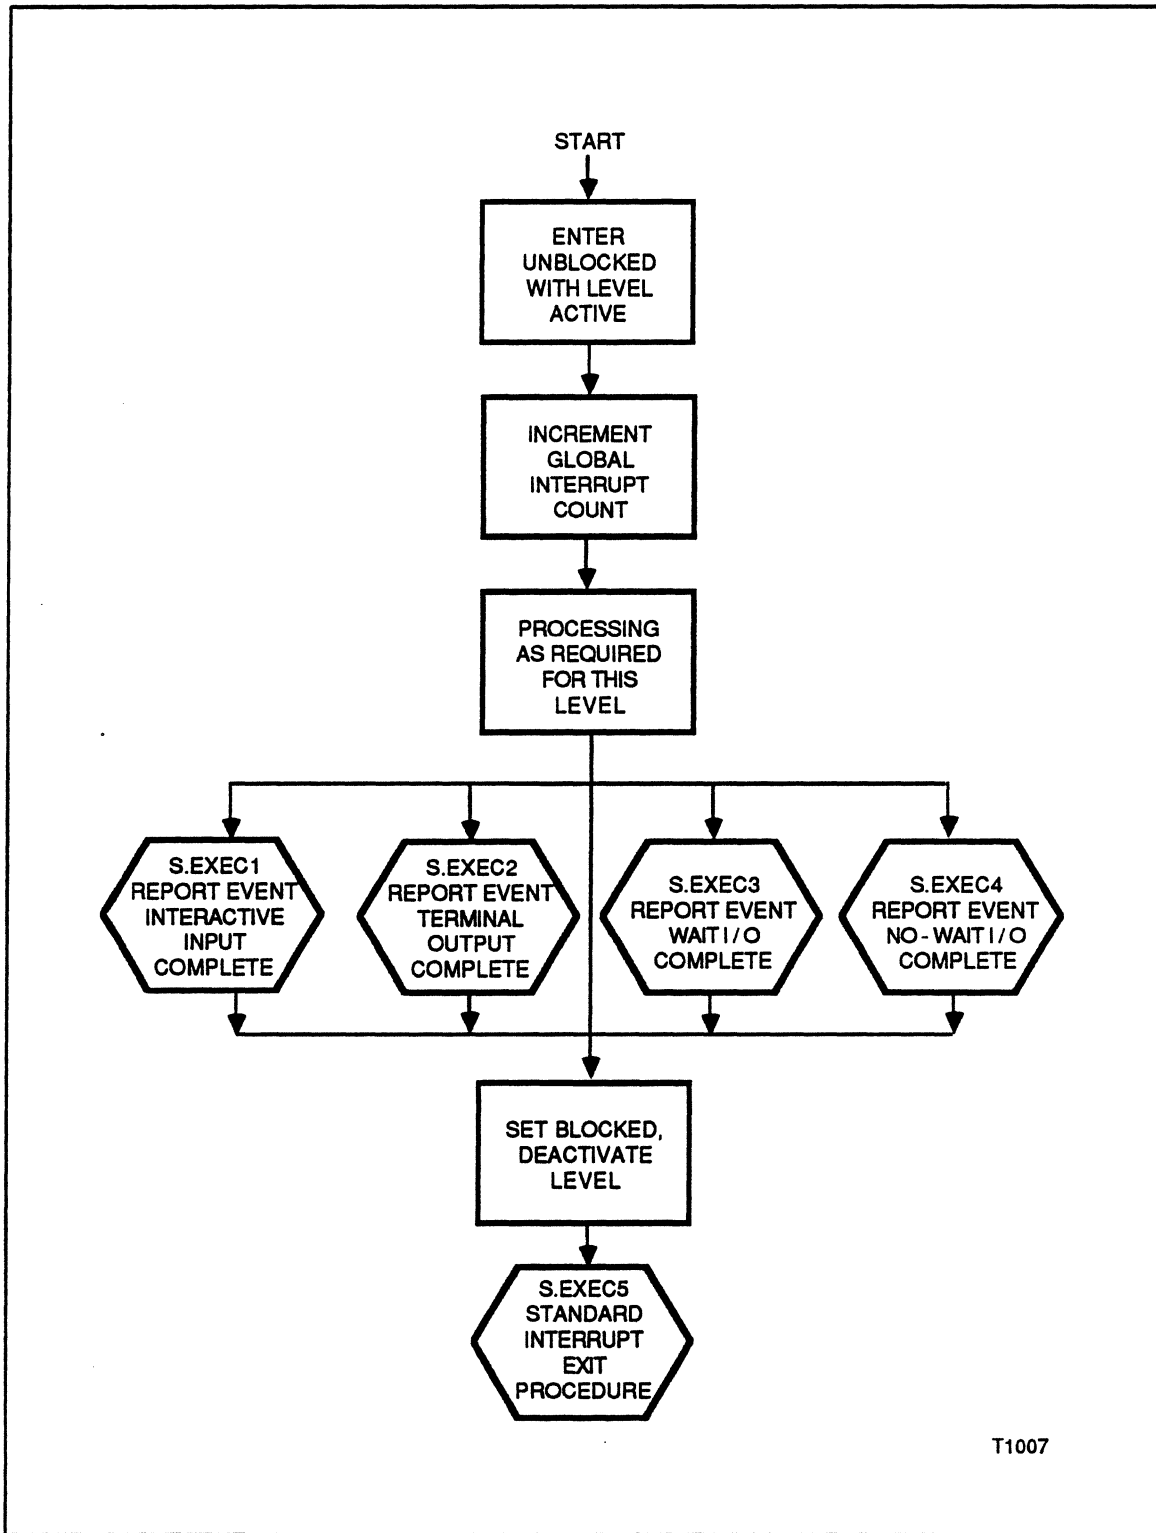 START
ENTER
UNBLOCKED
WITH LEVEL
ACTIVE
INCREMENT
GLOBAL
INTERRUPT
COUNT
PROCESSING
AS REQUIRED
FOR THIS
LEVEL
S.EXEC1
REPORT EVENT
INTERACTIVE
INPUT
COMPLETE
S.EXEC2
REPORT EVENT
TERMINAL
OUTPUT
COMPLETE
S.EXEC3
REPORT EVENT
WAIT I/O
COMPLETE
S.EXEC4
REPORT EVENT
NO-WAIT I/O
COMPLETE
SET BLOCKED,
DEACTIVATE
LEVEL
S.EXEC5
STANDARD
INTERRUPT
EXIT
PROCEDURE
T1007